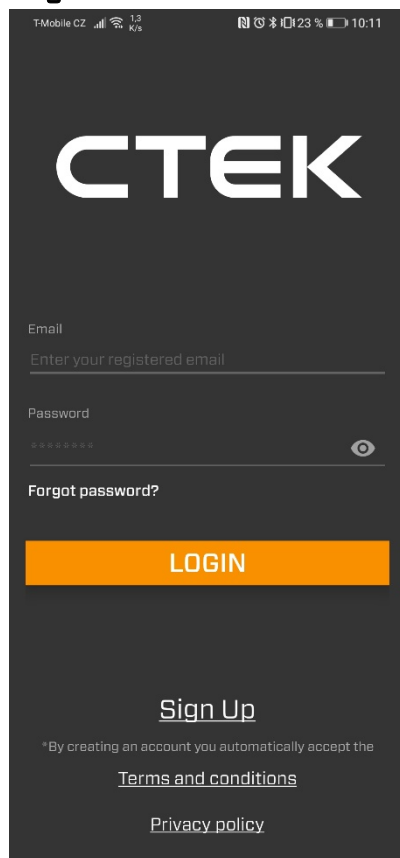 T-Mobile CZ 1,3 K/s 23 % 10:11
CTEK
Email
Enter your registered email
Password
Forgot password?
LOGIN
Sign Up
*By creating an account you automatically accept the
Terms and conditions
Privacy policy